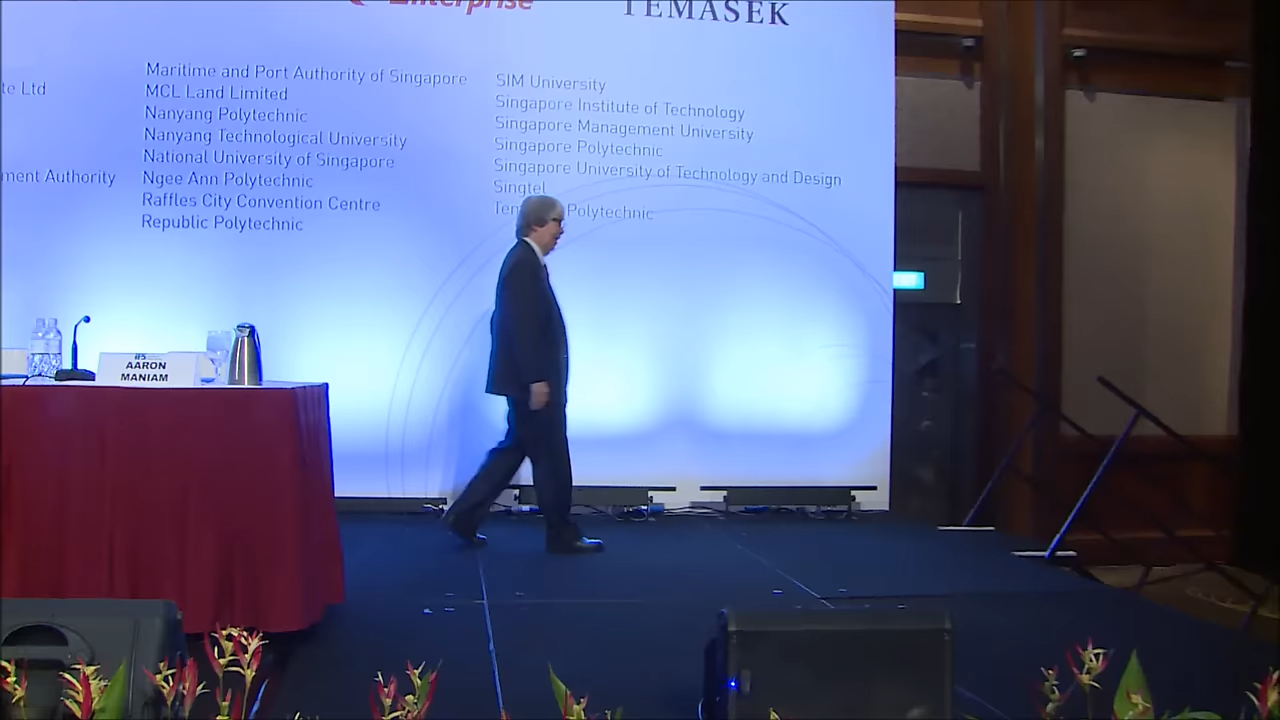 Enterprise
TEMASEK
te Ltd
ment Authority
Maritime and Port Authority of Singapore
MCL Land Limited
Nanyang Polytechnic
Nanyang Technological University
National University of Singapore
Ngee Ann Polytechnic
Raffles City Convention Centre
Republic Polytechnic
SIM University
Singapore Institute of Technology
Singapore Management University
Singapore Polytechnic
Singapore University of Technology and Design
Singtel
Tem Polytechnic
ips
AARON
MANIAM